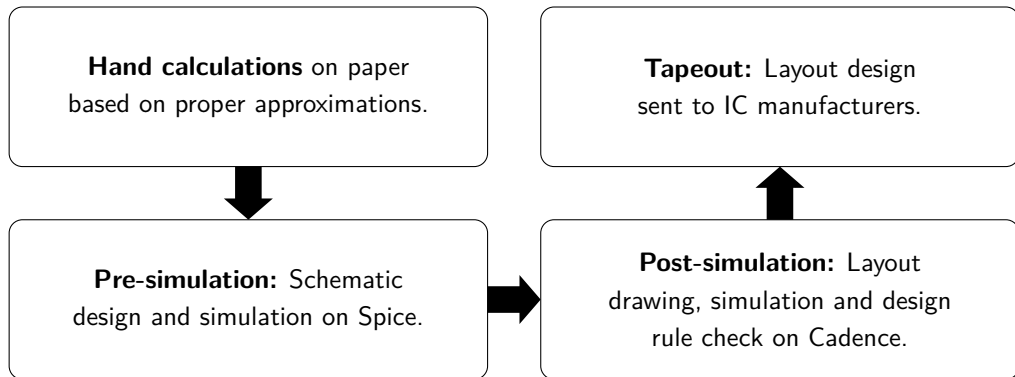 Hand calculations on paper
based on proper approximations.
Pre-simulation: Schematic
design and simulation on Spice.
Post-simulation: Layout
drawing, simulation and design
rule check on Cadence.
Tapeout: Layout design
sent to IC manufacturers.